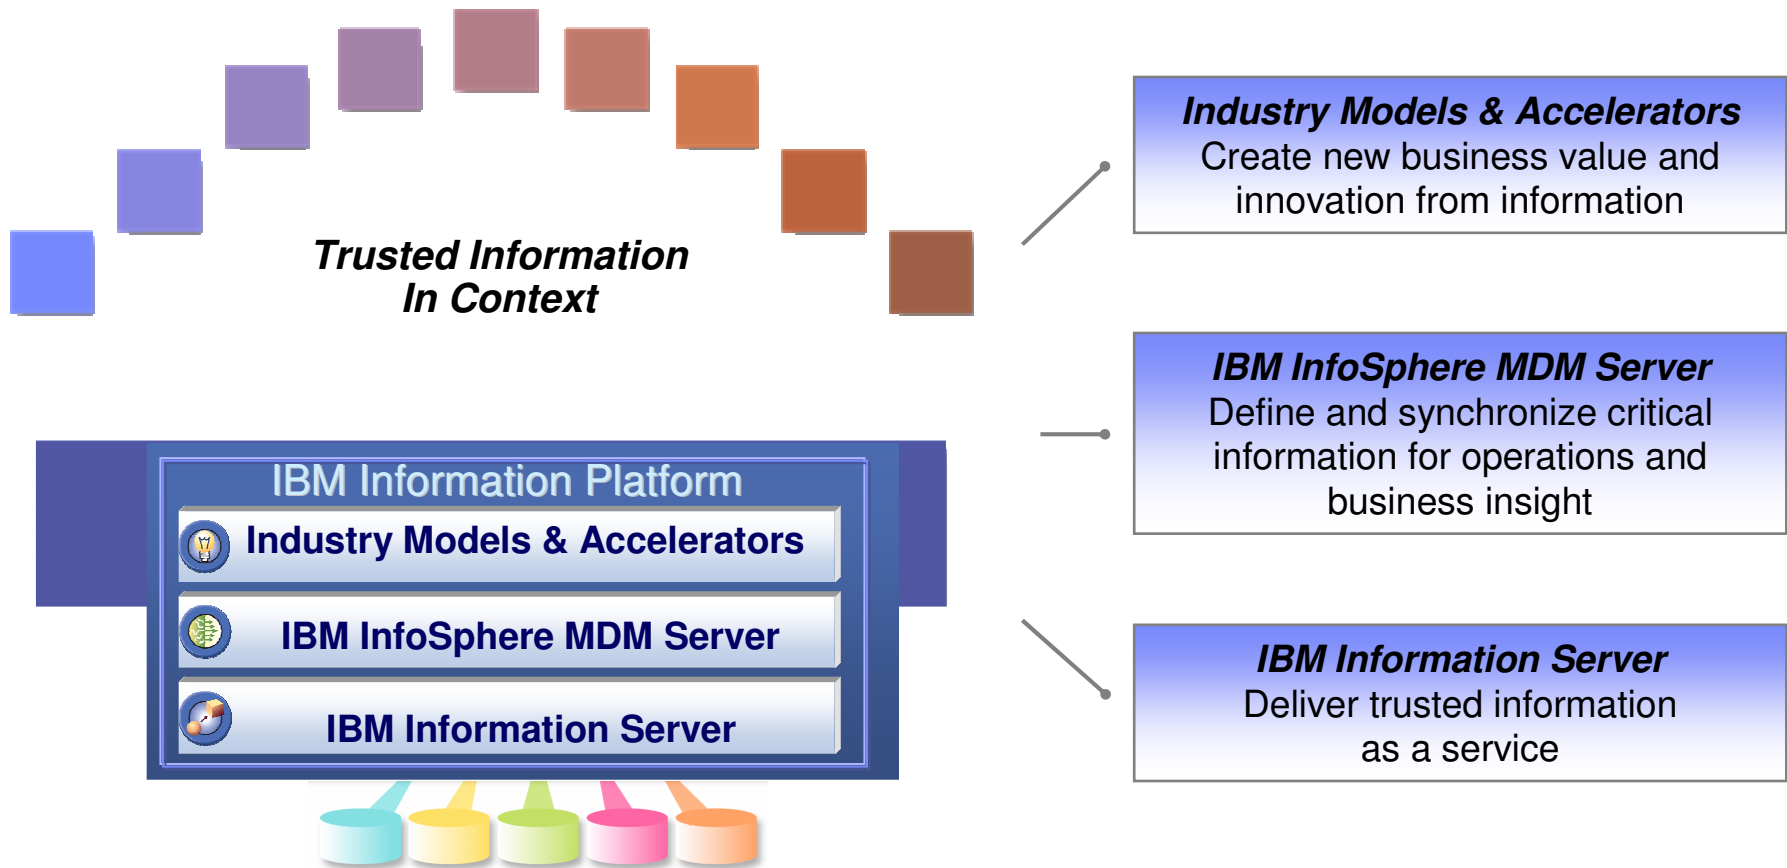 Trusted Information
In Context
IBM Information Platform
Industry Models & Accelerators
IBM InfoSphere MDM Server
IBM Information Server
Industry Models & Accelerators
Create new business value and
innovation from information
IBM InfoSphere MDM Server
Define and synchronize critical
information for operations and
business insight
IBM Information Server
Deliver trusted information
as a service